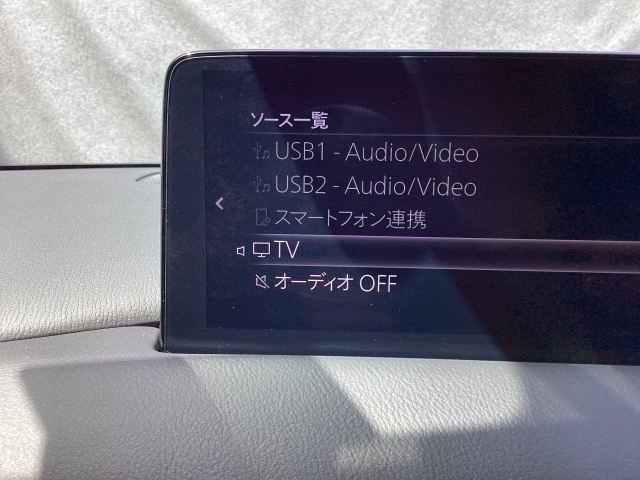 ソース一覧
USB1 - Audio/Video
USB2 - Audio/Video
スマートフォン連携
TV
オーディオ OFF